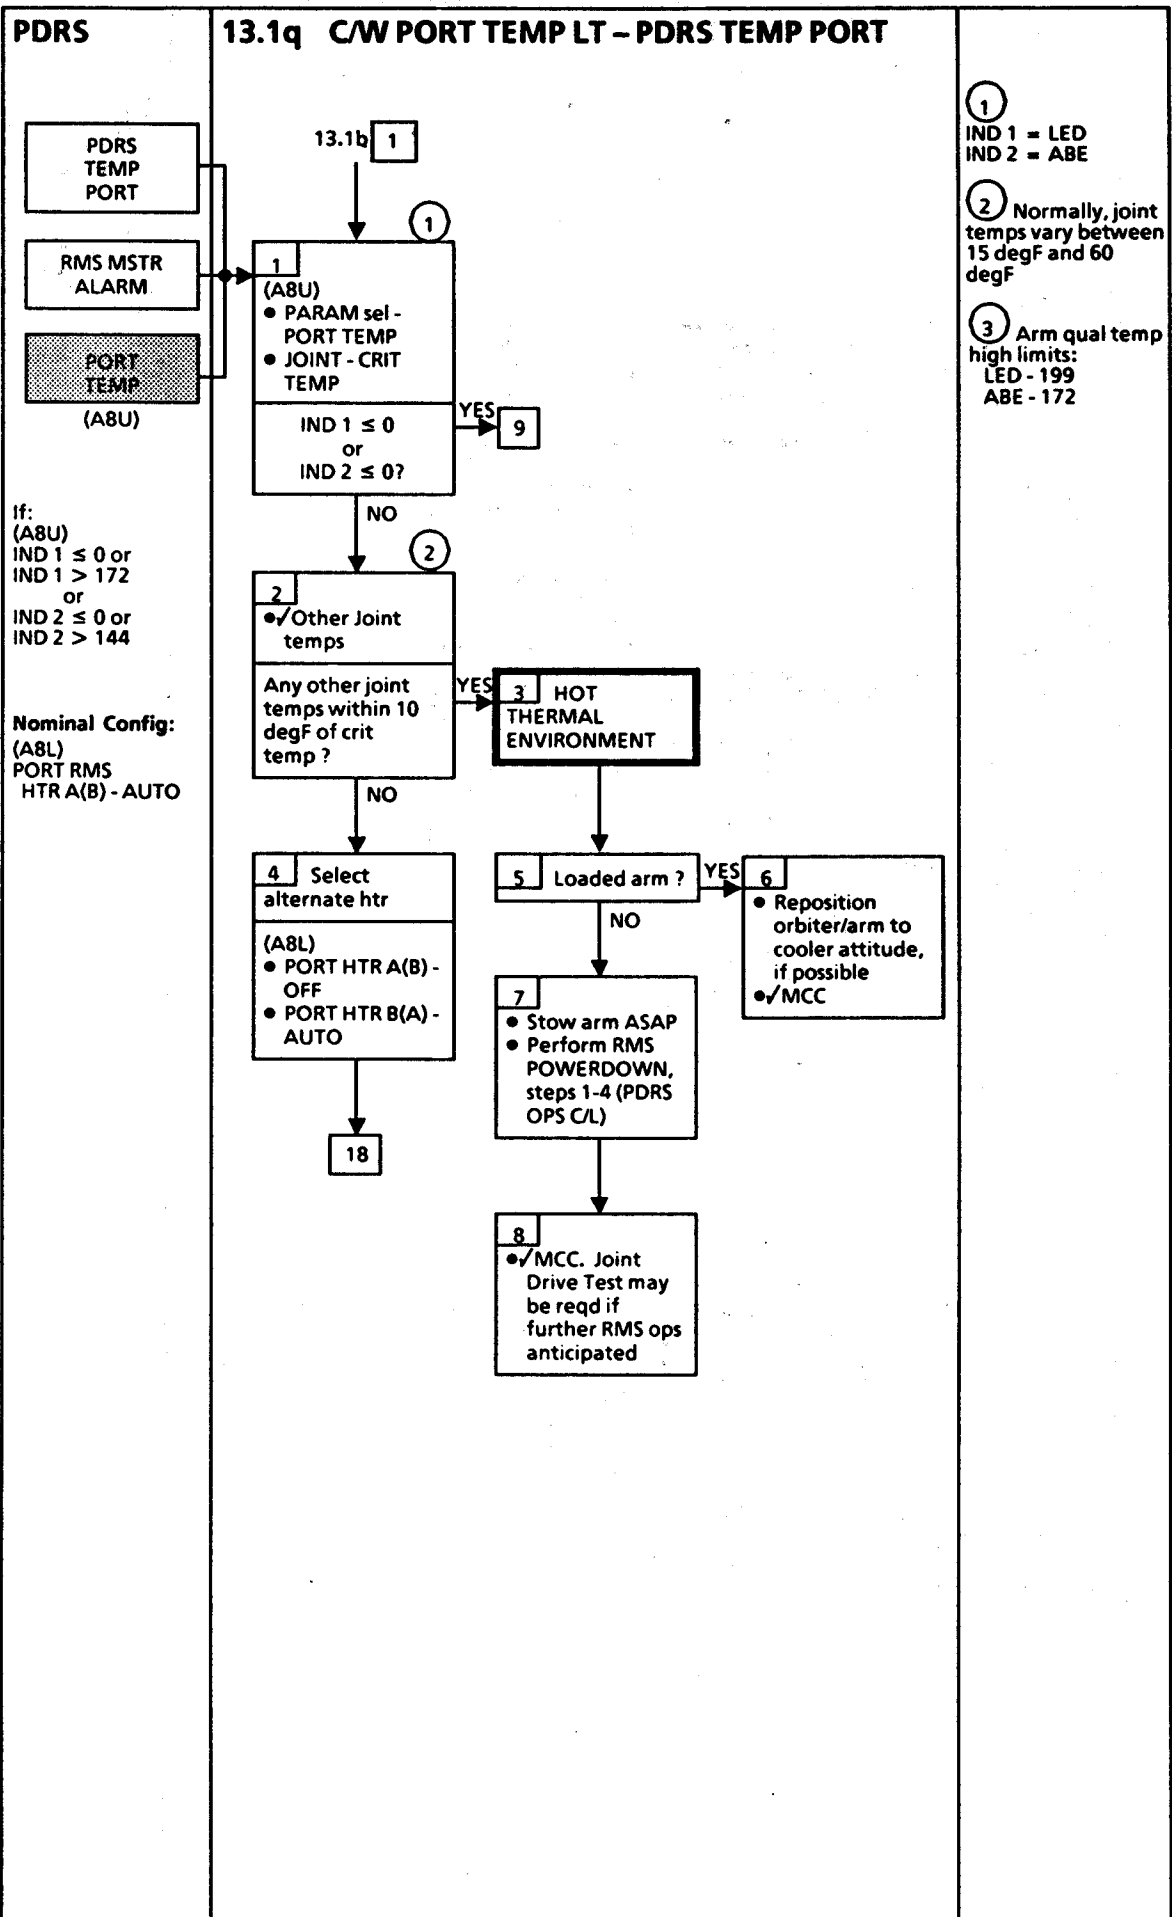 PDRS
13.1q C/W PORT TEMP LT – PDRS TEMP PORT
PDRS
TEMP
PORT
RMS MSTR
ALARM
PORT
TEMP
(A8U)
If:
(A8U)
IND 1 ≤ 0 or
IND 1 > 172
or
IND 2 ≤ 0 or
IND 2 > 144
Nominal Config:
(A8L)
PORT RMS
HTR A(B) - AUTO
13.1b 1
1
1
(A8U)
● PARAM sel -
PORT TEMP
● JOINT - CRIT
TEMP
IND 1 ≤ 0
or
IND 2 ≤ 0?
YES
9
NO
2
2
●√Other Joint
temps
Any other joint
temps within 10
degF of crit
temp ?
YES
3 HOT
THERMAL
ENVIRONMENT
NO
4 Select
alternate htr
(A8L)
● PORT HTR A(B) -
OFF
● PORT HTR B(A) -
AUTO
18
5 Loaded arm ?
YES
6
● Reposition
orbiter/arm to
cooler attitude,
if possible
●√MCC
NO
7
● Stow arm ASAP
● Perform RMS
POWERDOWN,
steps 1-4 (PDRS
OPS C/L)
8
●√MCC. Joint
Drive Test may
be reqd if
further RMS ops
anticipated
1
IND 1 = LED
IND 2 = ABE
2 Normally, joint
temps vary between
15 degF and 60
degF
3 Arm qual temp
high limits:
LED - 199
ABE - 172